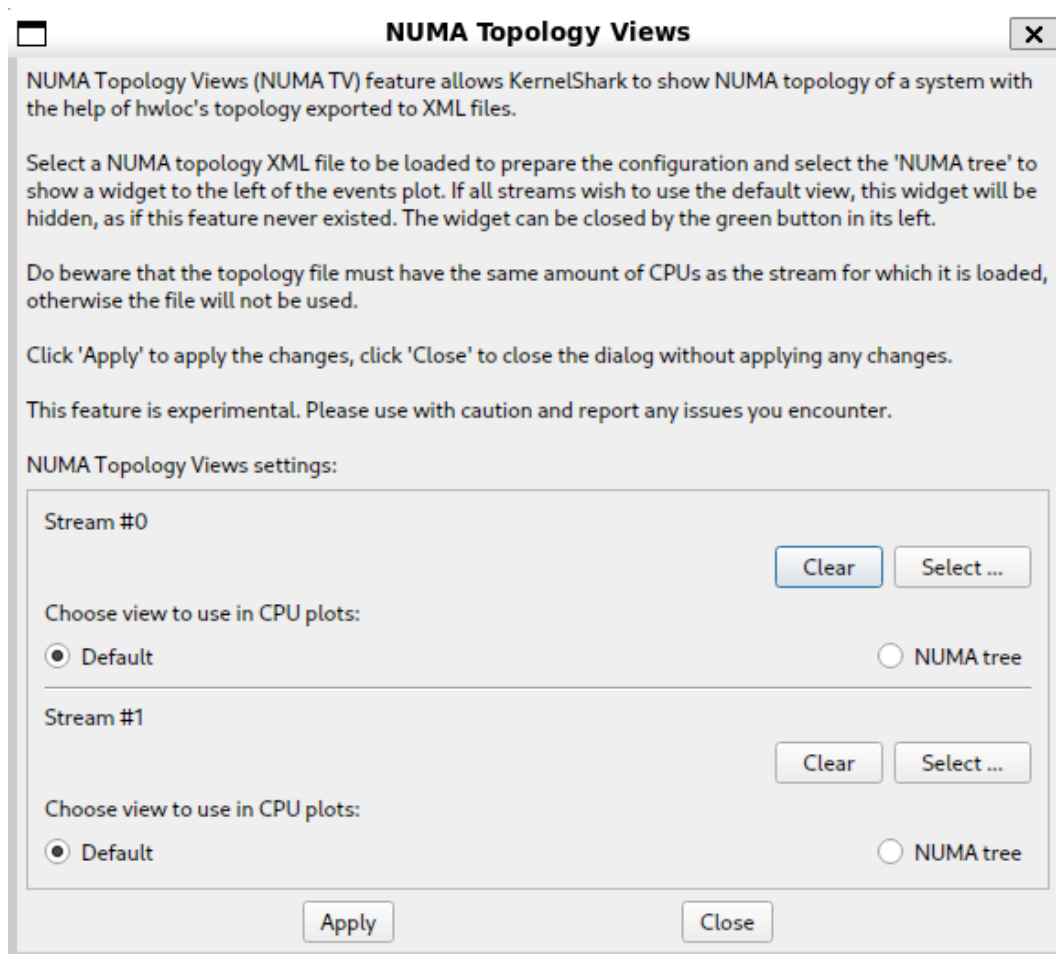 NUMA Topology Views
NUMA Topology Views (NUMA TV) feature allows KernelShark to show NUMA topology of a system with
the help of hwloc's topology exported to XML files.
Select a NUMA topology XML file to be loaded to prepare the configuration and select the 'NUMA tree' to
show a widget to the left of the events plot. If all streams wish to use the default view, this widget will be
hidden, as if this feature never existed. The widget can be closed by the green button in its left.
Do beware that the topology file must have the same amount of CPUs as the stream for which it is loaded,
otherwise the file will not be used.
Click 'Apply' to apply the changes, click 'Close' to close the dialog without applying any changes.
This feature is experimental. Please use with caution and report any issues you encounter.
NUMA Topology Views settings:
Stream #0
Clear Select ...
Choose view to use in CPU plots:
Default NUMA tree
Stream #1
Clear Select ...
Choose view to use in CPU plots:
Default NUMA tree
Apply Close